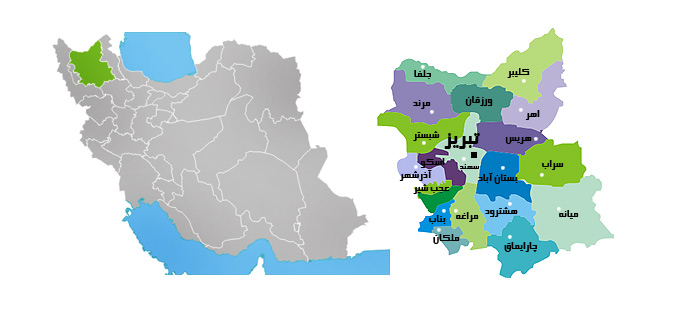 کلیبر
جلفا
ورزقان
مرند
اهر
شبستر
تبریز
هریس
اسکو
سهند
سراب
آذرشهر
بستان آباد
عجب شیر
هشترود
میانه
بناب
مراغه
ملکان
چارایماق